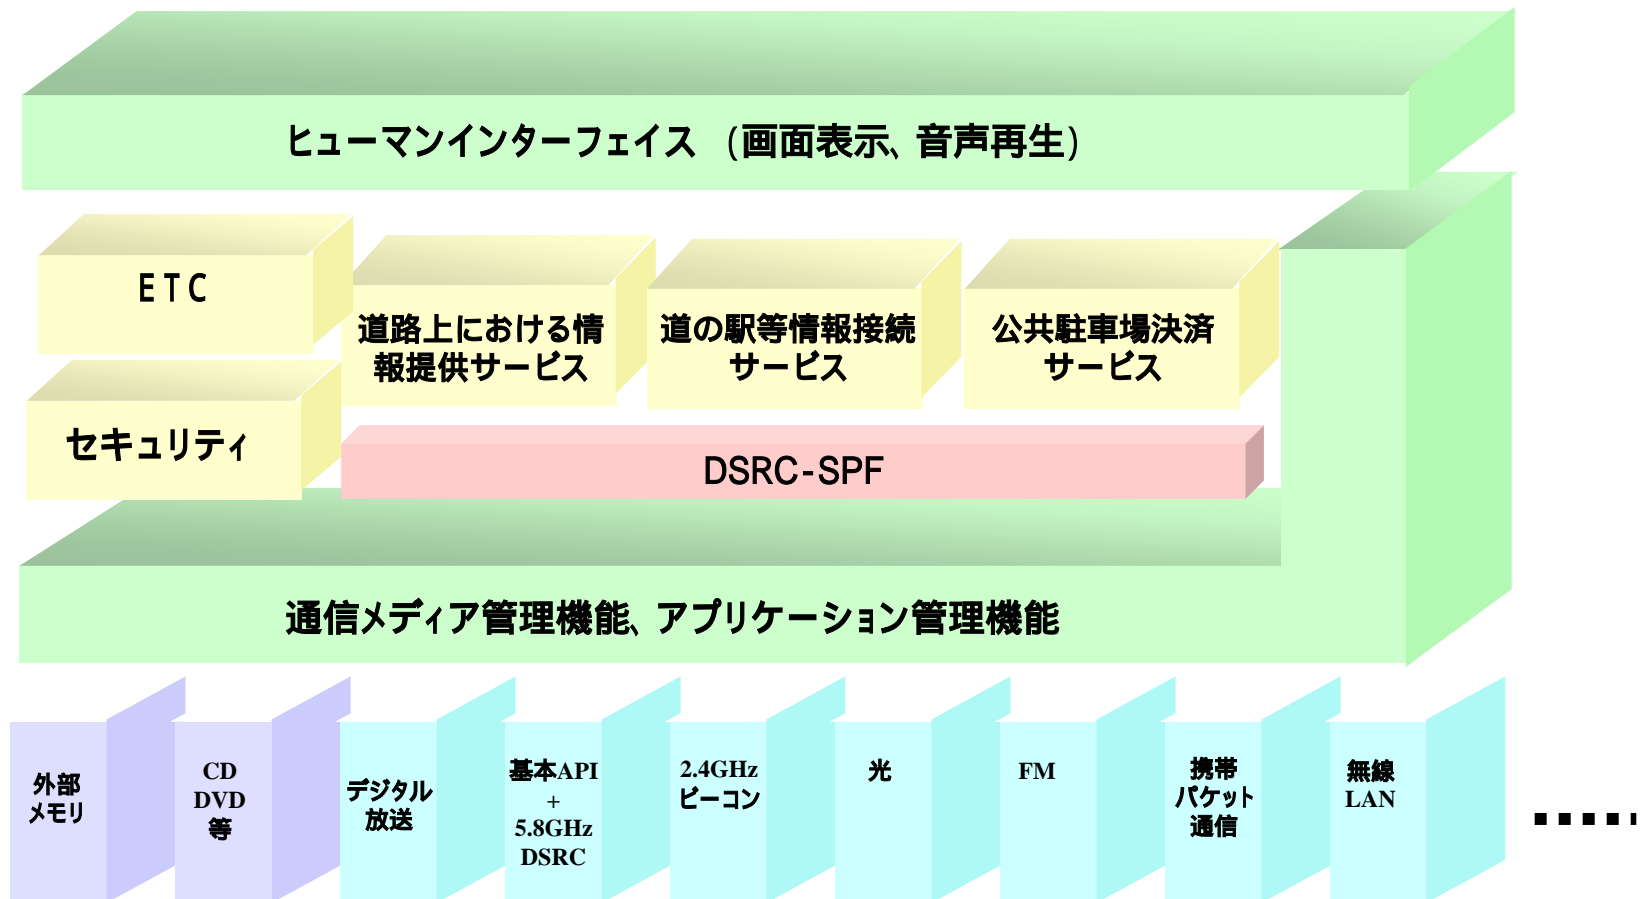 ヒューマンインターフェイス (画面表示、音声再生)
ETC
道路上における情
報提供サービス
道の駅等情報接続
サービス
公共駐車場決済
サービス
セキュリティ
DSRC-SPF
通信メディア管理機能、アプリケーション管理機能
外部
メモリ
CD
DVD
等
デジタル
放送
基本API
+
5.8GHz
DSRC
2.4GHz
ビーコン
光
FM
携帯
パケット
通信
無線
LAN